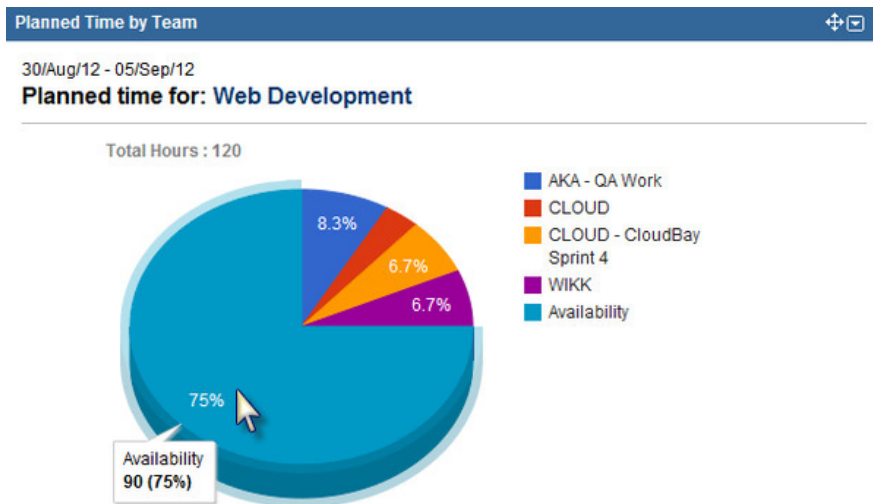 Planned Time by Team
30/Aug/12 - 05/Sep/12
Planned time for: Web Development
Total Hours : 120
8.3%
6.7%
6.7%
75%
Availability
90 (75%)
AKA - QA Work
CLOUD
CLOUD - CloudBay
Sprint 4
WIKK
Availability